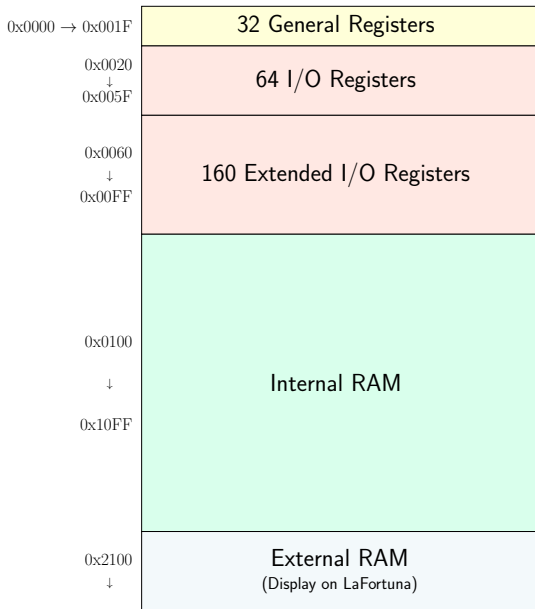 0x0000 → 0x001F
32 General Registers
0x0020
↓
0x005F
64 I/O Registers
0x0060
↓
0x00FF
160 Extended I/O Registers
0x0100
↓
0x10FF
Internal RAM
0x2100
↓
External RAM
(Display on LaFortuna)